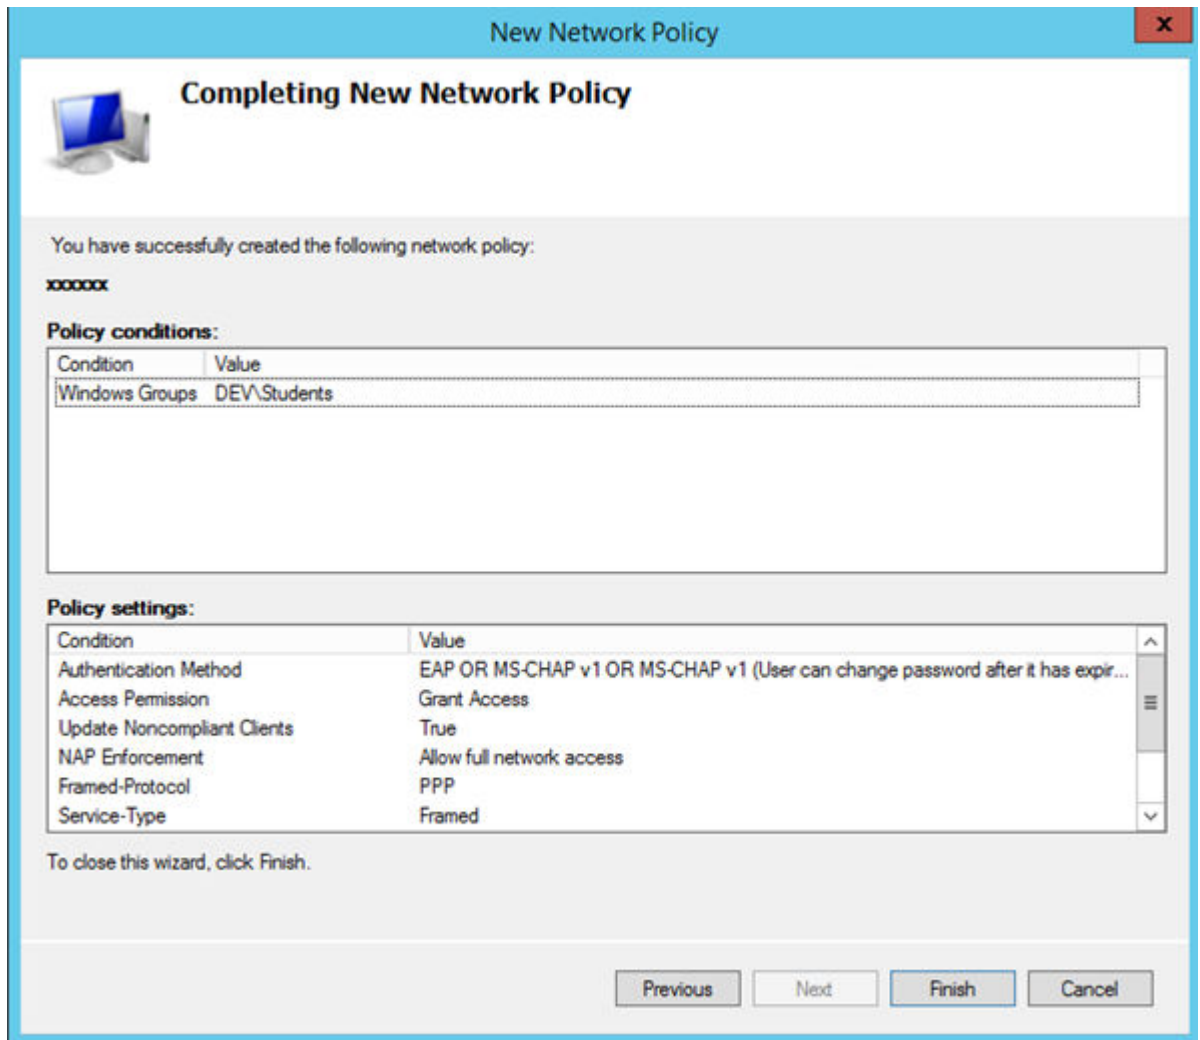 New Network Policy
x
Completing New Network Policy
You have successfully created the following network policy:
xxxxxx
Policy conditions:
Condition Value
Windows Groups DEV\Students
Policy settings:
Condition Value
Authentication Method EAP OR MS-CHAP v1 OR MS-CHAP v1 (User can change password after it has expir...
Access Permission Grant Access
Update Noncompliant Clients True
NAP Enforcement Allow full network access
Framed-Protocol PPP
Service-Type Framed
To close this wizard, click Finish.
Previous Next Finish Cancel